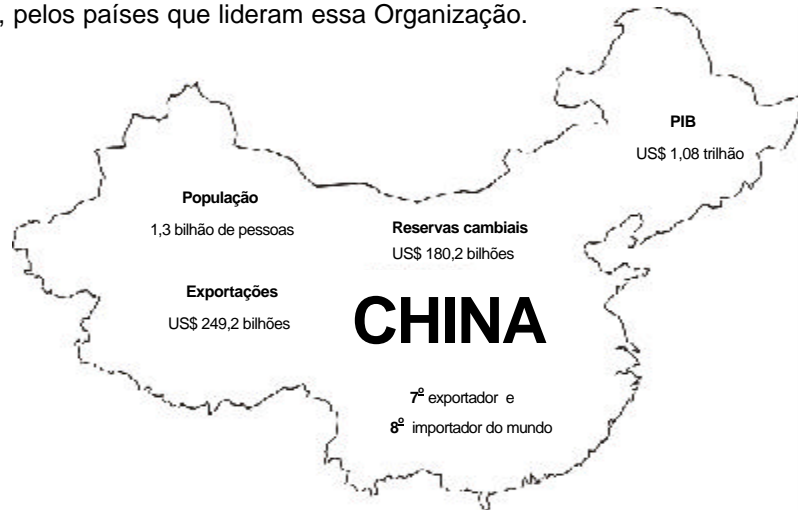 , pelos países que lideram essa Organização.
PIB
US$ 1,08 trilhão
População
1,3 bilhão de pessoas
Reservas cambiais
US$ 180,2 bilhões
Exportações
US$ 249,2 bilhões
CHINA
7º exportador e
8º importador do mundo